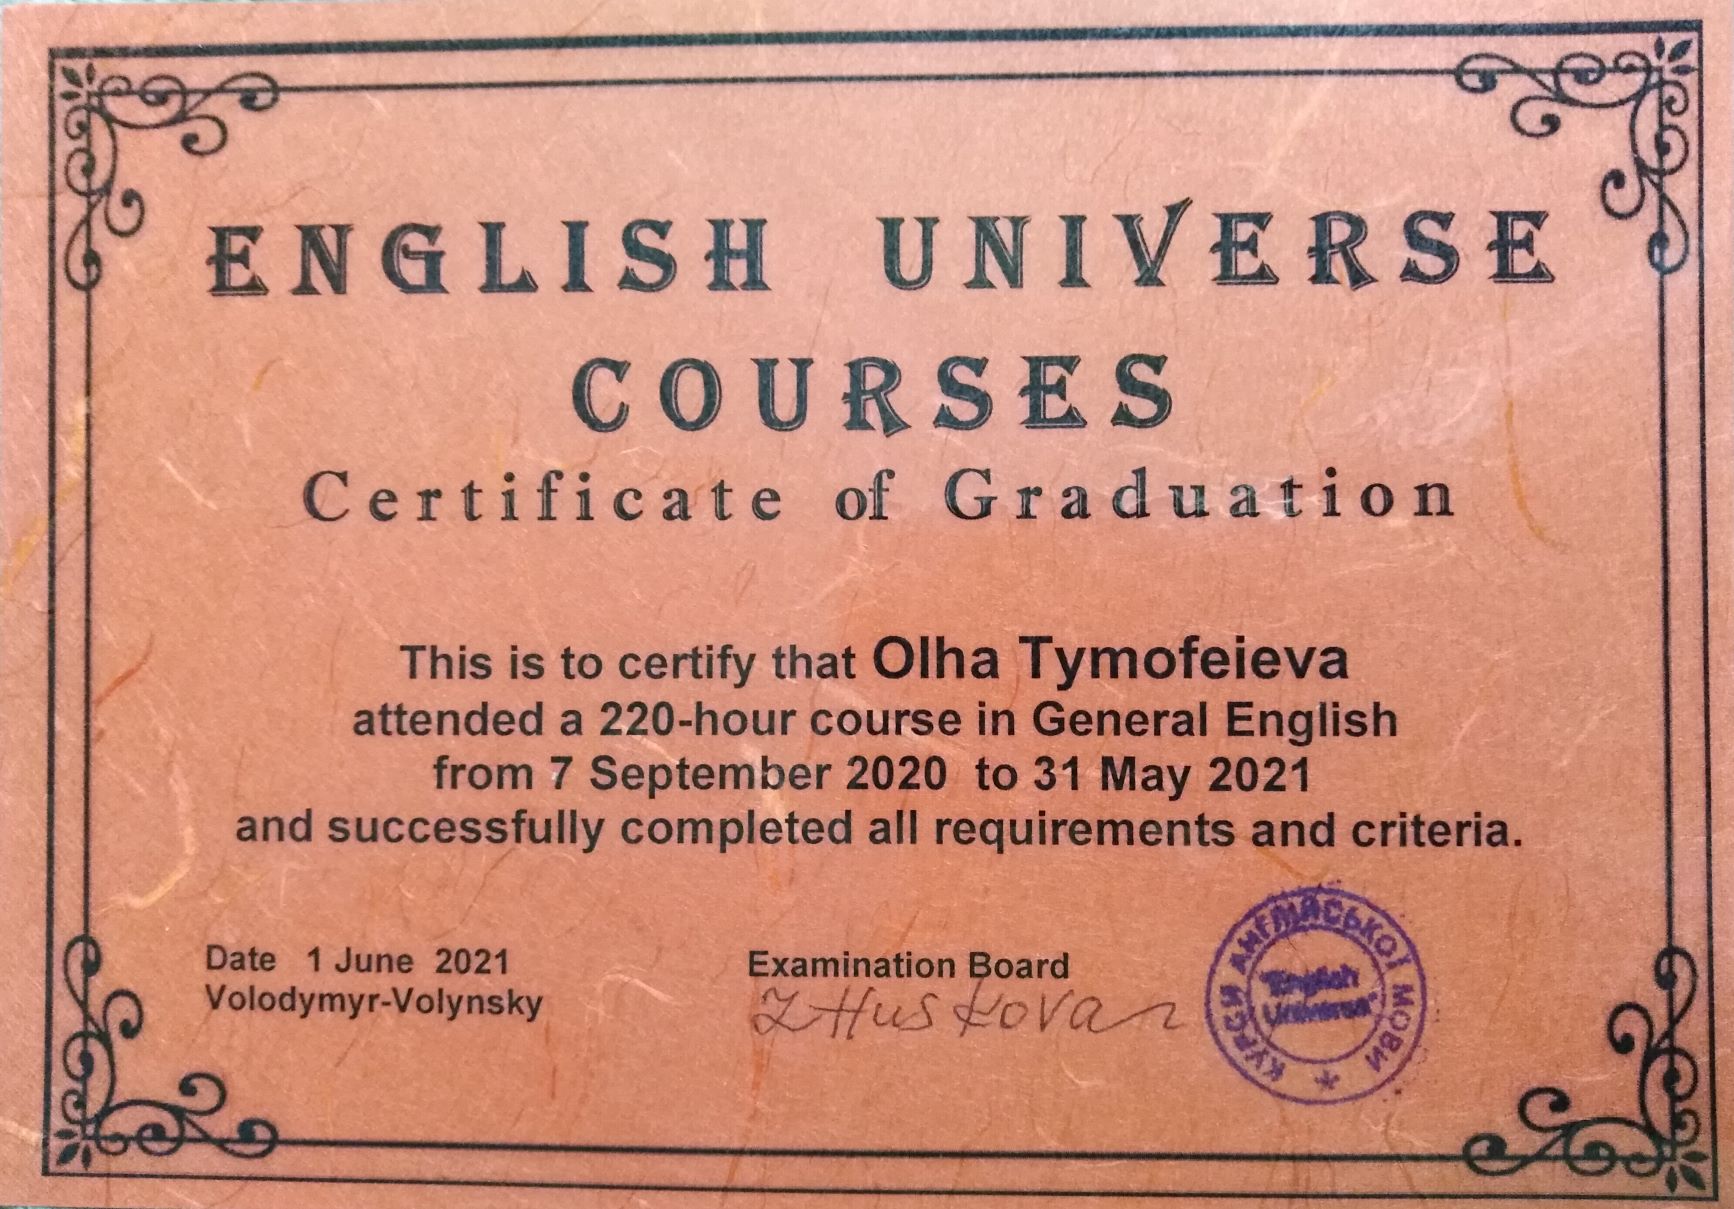 ENGLISH UNIVERSE
COURSES
Certificate of Graduation
This is to certify that Olha Tymofeieva
attended a 220-hour course in General English
from 7 September 2020 to 31 May 2021
and successfully completed all requirements and criteria.
Date 1 June 2021
Volodymyr-Volynsky
Examination Board
КУРСИ АНГЛІЙСЬКОЇ МОВИ
"English
Universe"